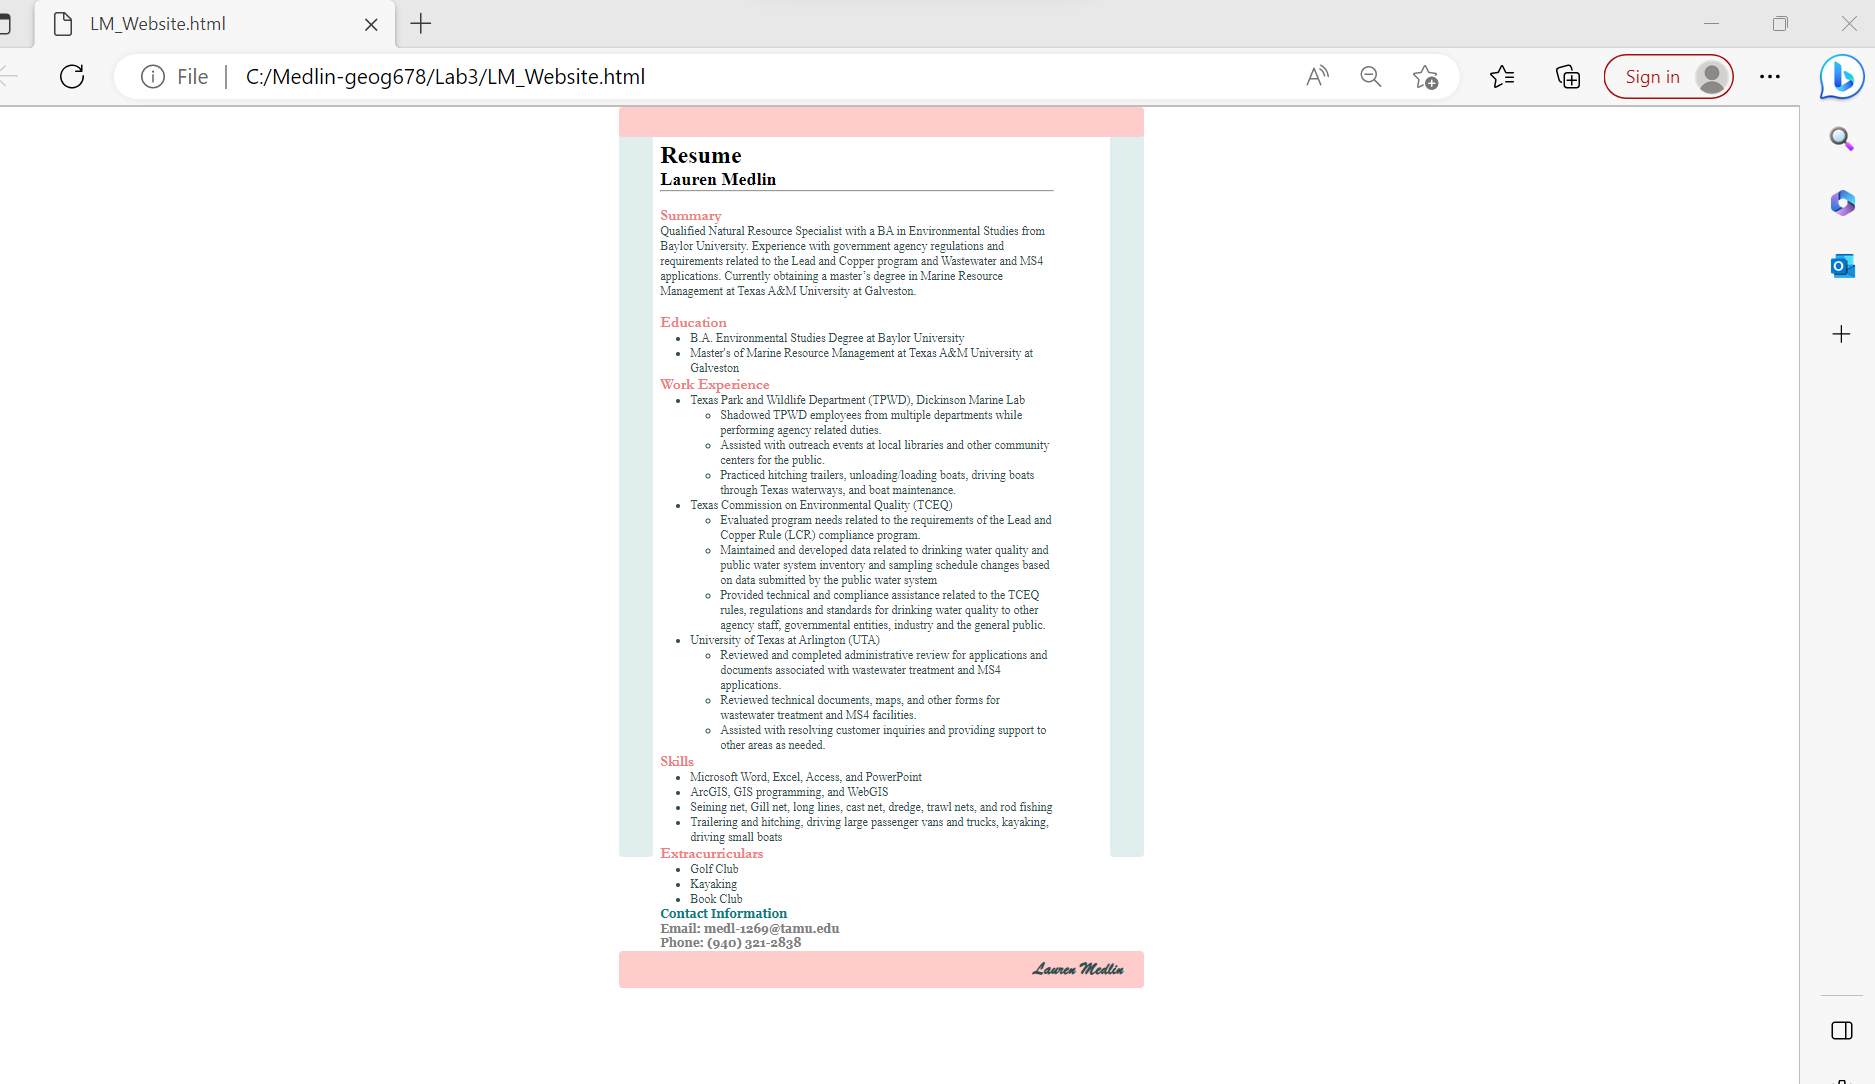 LM_Website.html
File
C:/Medlin-geog678/Lab3/LM_Website.html
Sign in
Resume
Lauren Medlin
Summary
Qualified Natural Resource Specialist with a BA in Environmental Studies from
Baylor University. Experience with government agency regulations and
requirements related to the Lead and Copper program and Wastewater and MS4
applications. Currently obtaining a master’s degree in Marine Resource
Management at Texas A&M University at Galveston.
Education
B.A. Environmental Studies Degree at Baylor University
Master's of Marine Resource Management at Texas A&M University at
Galveston
Work Experience
Texas Park and Wildlife Department (TPWD), Dickinson Marine Lab
Shadowed TPWD employees from multiple departments while
performing agency related duties.
Assisted with outreach events at local libraries and other community
centers for the public.
Practiced hitching trailers, unloading/loading boats, driving boats
through Texas waterways, and boat maintenance.
Texas Commission on Environmental Quality (TCEQ)
Evaluated program needs related to the requirements of the Lead and
Copper Rule (LCR) compliance program.
Maintained and developed data related to drinking water quality and
public water system inventory and sampling schedule changes based
on data submitted by the public water system
Provided technical and compliance assistance related to the TCEQ
rules, regulations and standards for drinking water quality to other
agency staff, governmental entities, industry and the general public.
University of Texas at Arlington (UTA)
Reviewed and completed administrative review for applications and
documents associated with wastewater treatment and MS4
applications.
Reviewed technical documents, maps, and other forms for
wastewater treatment and MS4 facilities.
Assisted with resolving customer inquiries and providing support to
other areas as needed.
Skills
Microsoft Word, Excel, Access, and PowerPoint
ArcGIS, GIS programming, and WebGIS
Seining net, Gill net, long lines, cast net, dredge, trawl nets, and rod fishing
Trailering and hitching, driving large passenger vans and trucks, kayaking,
driving small boats
Extracurriculars
Golf Club
Kayaking
Book Club
Contact Information
Email: medl-1269@tamu.edu
Phone: (940) 321-2838
Lauren Medlin